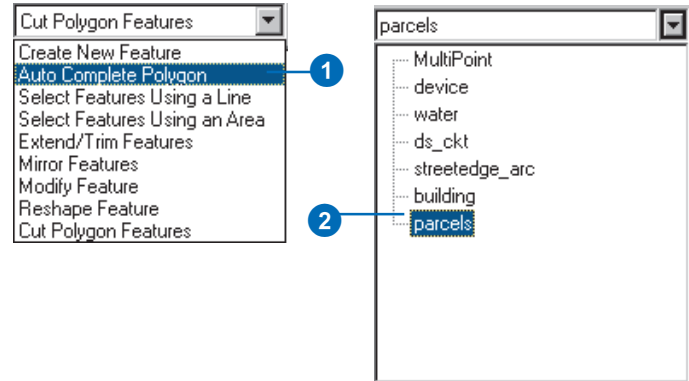 Cut Polygon Features
Create New Feature
Auto Complete Polygon
1
Select Features Using a Line
Select Features Using an Area
Extend/Trim Features
Mirror Features
Modify Feature
Reshape Feature
Cut Polygon Features
parcels
MultiPoint
device
water
ds_ckt
streetedge_arc
building
2
parcels